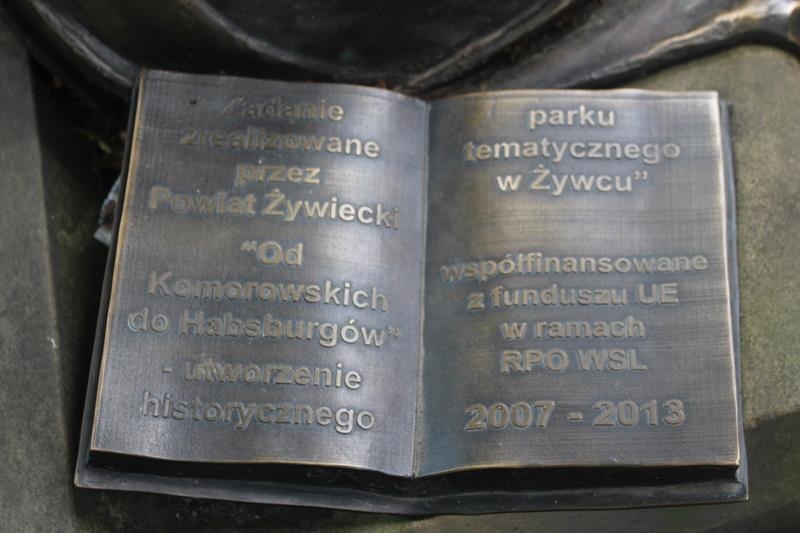 Zadanie
zrealizowane
przez
Powiat Żywiecki
“Od
Komorowskich
do Habsburgów”
- utworzenie
historycznego
parku
tematycznego
w Żywcu”
współfinansowane
z funduszu UE
w ramach
RPO WSL
2007 - 2013